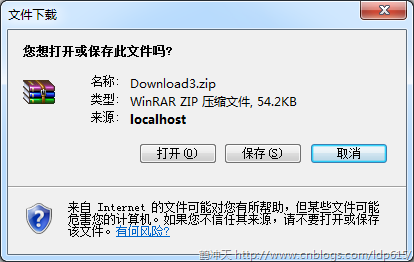 文件下载
您想打开或保存此文件吗?
名称: Download3.zip
类型: WinRAR ZIP 压缩文件, 54.2KB
来源: localhost
打开(O) 保存(S) 取消
来自 Internet 的文件可能对您有所帮助，但某些文件可能
危害您的计算机。如果您不信任其来源，请不要打开或保存
该文件。有何风险?
鹤冲天 http://www.cnblogs.com/ldp615/